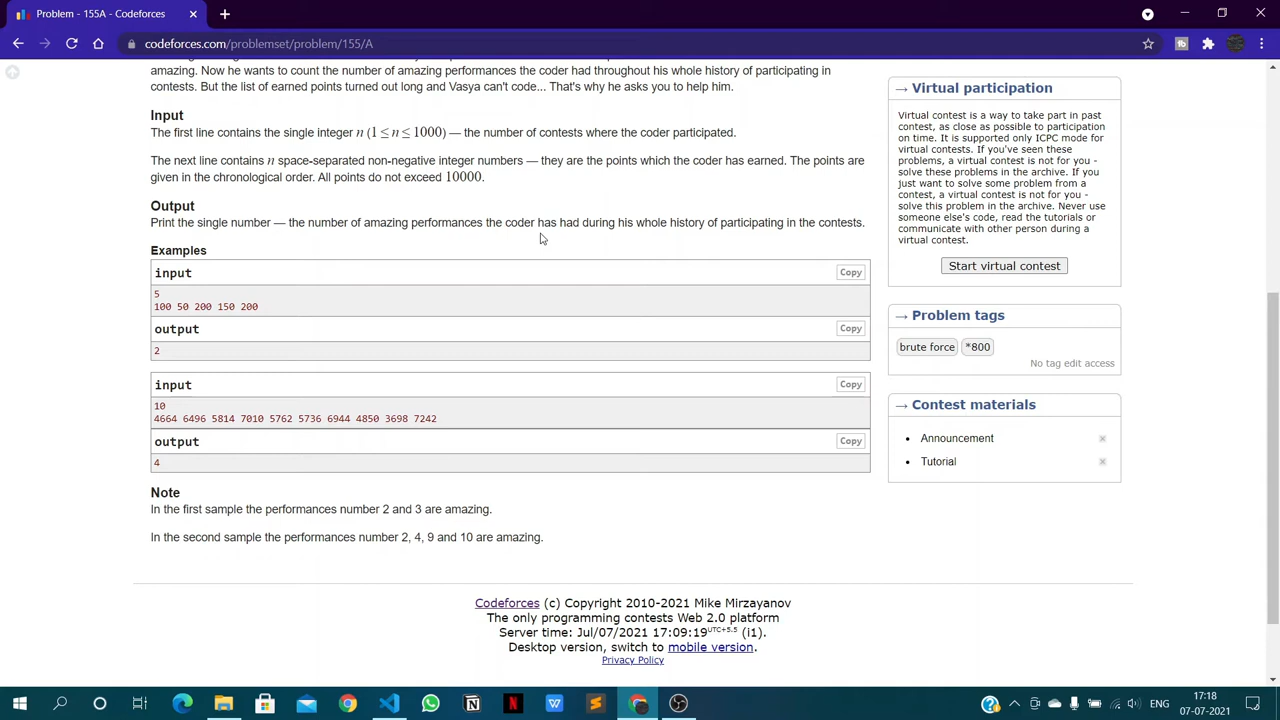 Problem - 155A - Codeforces
codeforces.com/problemset/problem/155/A
amazing. Now he wants to count the number of amazing performances the coder had throughout his whole history of participating in
contests. But the list of earned points turned out long and Vasya can't code... That's why he asks you to help him.
Input
The first line contains the single integer n (1 ≤ n ≤ 1000) — the number of contests where the coder participated.
The next line contains n space-separated non-negative integer numbers — they are the points which the coder has earned. The points are
given in the chronological order. All points do not exceed 10000.
Output
Print the single number — the number of amazing performances the coder has had during his whole history of participating in the contests.
Examples
input
Copy
5
100 50 200 150 200
output
Copy
2
input
Copy
10
4664 6496 5814 7010 5762 5736 6944 4850 3698 7242
output
Copy
4
Note
In the first sample the performances number 2 and 3 are amazing.
In the second sample the performances number 2, 4, 9 and 10 are amazing.
→ Virtual participation
Virtual contest is a way to take part in past
contest, as close as possible to participation
on time. It is supported only ICPC mode for
virtual contests. If you've seen these
problems, a virtual contest is not for you -
solve these problems in the archive. If you
just want to solve some problem from a
contest, a virtual contest is not for you -
solve this problem in the archive. Never use
someone else's code, read the tutorials or
communicate with other person during a
virtual contest.
Start virtual contest
→ Problem tags
brute force *800
No tag edit access
→ Contest materials
Announcement
Tutorial
Codeforces (c) Copyright 2010-2021 Mike Mirzayanov
The only programming contests Web 2.0 platform
Server time: Jul/07/2021 17:09:19UTC+5.5 (i1).
Desktop version, switch to mobile version.
Privacy Policy
ENG
17:18
07-07-2021